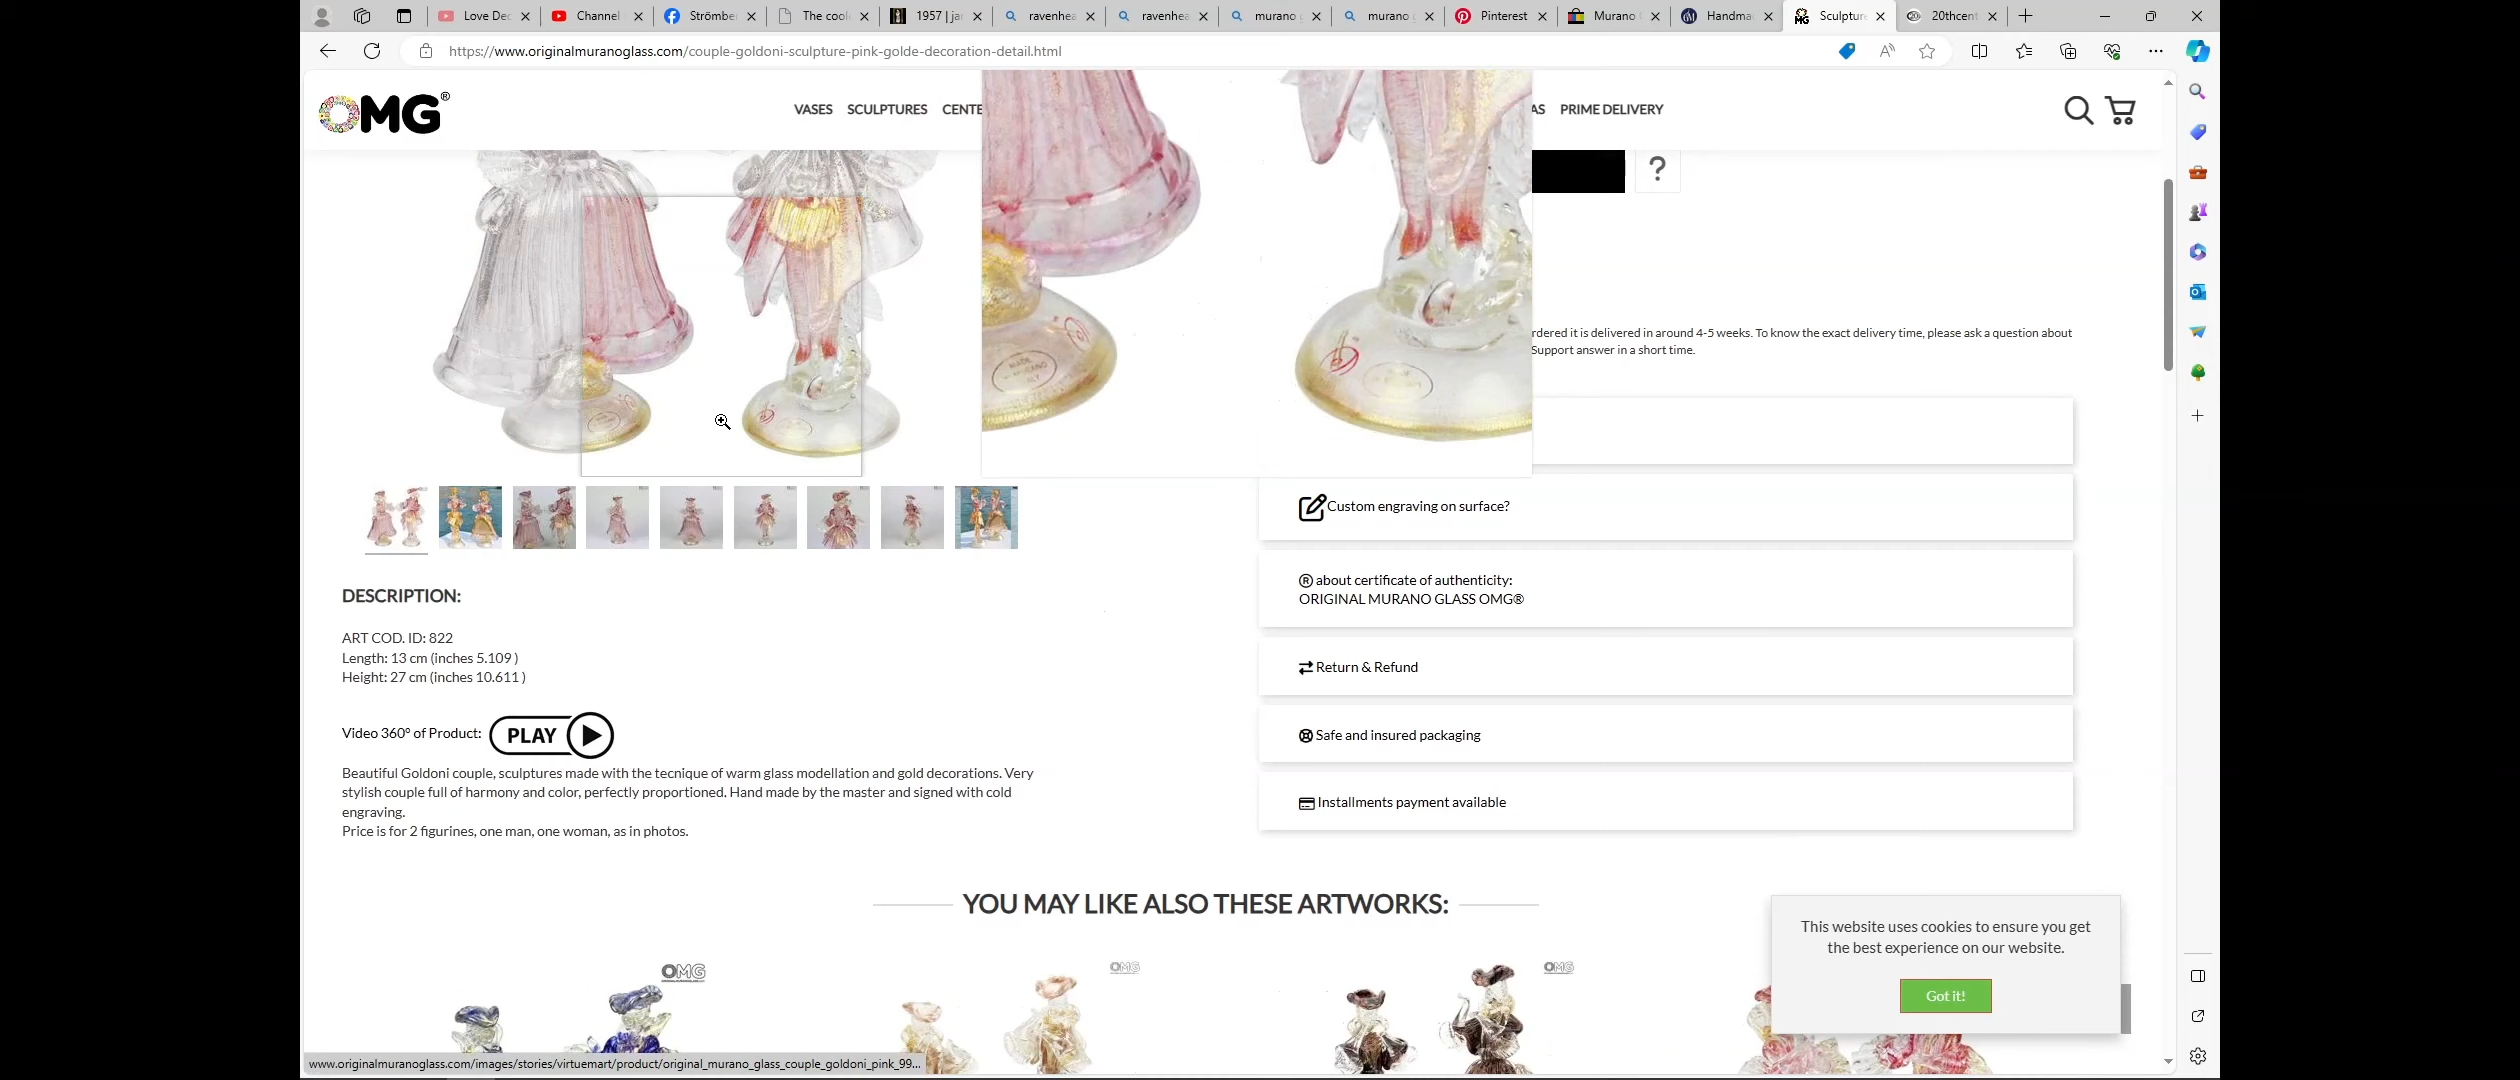 Love Dec
Channel
Strömbe
The cool
1957 | ja
ravenhea
ravenhea
murano g
murano g
Pinterest
Murano
Handma
Sculptur
20thcent
https://www.originalmuranoglass.com/couple-goldoni-sculpture-pink-golde-decoration-detail.html
OMG®
VASES SCULPTURES CENTE AS PRIME DELIVERY
?
rdered it is delivered in around 4-5 weeks. To know the exact delivery time, please ask a question about
Support answer in a short time.
MADE
Custom engraving on surface?
® about certificate of authenticity:
ORIGINAL MURANO GLASS OMG®
Return & Refund
Safe and insured packaging
Installments payment available
DESCRIPTION:
ART COD. ID: 822
Length: 13 cm (inches 5.109 )
Height: 27 cm (inches 10.611 )
Video 360° of Product: PLAY
Beautiful Goldoni couple, sculptures made with the tecnique of warm glass modellation and gold decorations. Very
stylish couple full of harmony and color, perfectly proportioned. Hand made by the master and signed with cold
engraving.
Price is for 2 figurines, one man, one woman, as in photos.
YOU MAY LIKE ALSO THESE ARTWORKS:
OMG
OMG
OMG
This website uses cookies to ensure you get
the best experience on our website.
Got it!
www.originalmuranoglass.com/images/stories/virtuemart/product/original_murano_glass_couple_goldoni_pink_99...